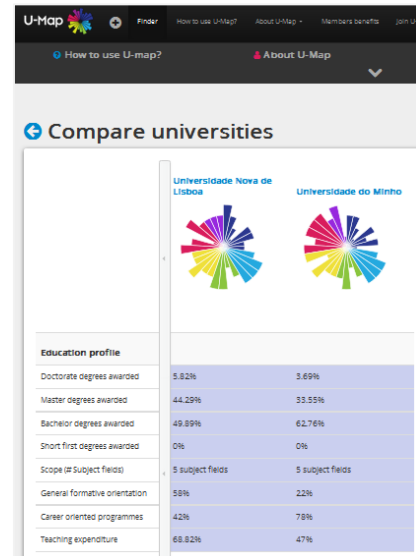 U-Map
Finder How to use U-Map? About U-Map Members benefits Join U
How to use U-map? About U-Map
Compare universities
Universidade Nova de
Lisboa Universidade do Minho
Education profile
Doctorate degrees awarded 5.82% 3.69%
Master degrees awarded 44.29% 33.55%
Bachelor degrees awarded 49.89% 62.76%
Short first degrees awarded 0% 0%
Scope (# Subject fields) 5 subject fields 5 subject fields
General formative orientation 58% 22%
Career oriented programmes 42% 78%
Teaching expenditure 68.82% 47%